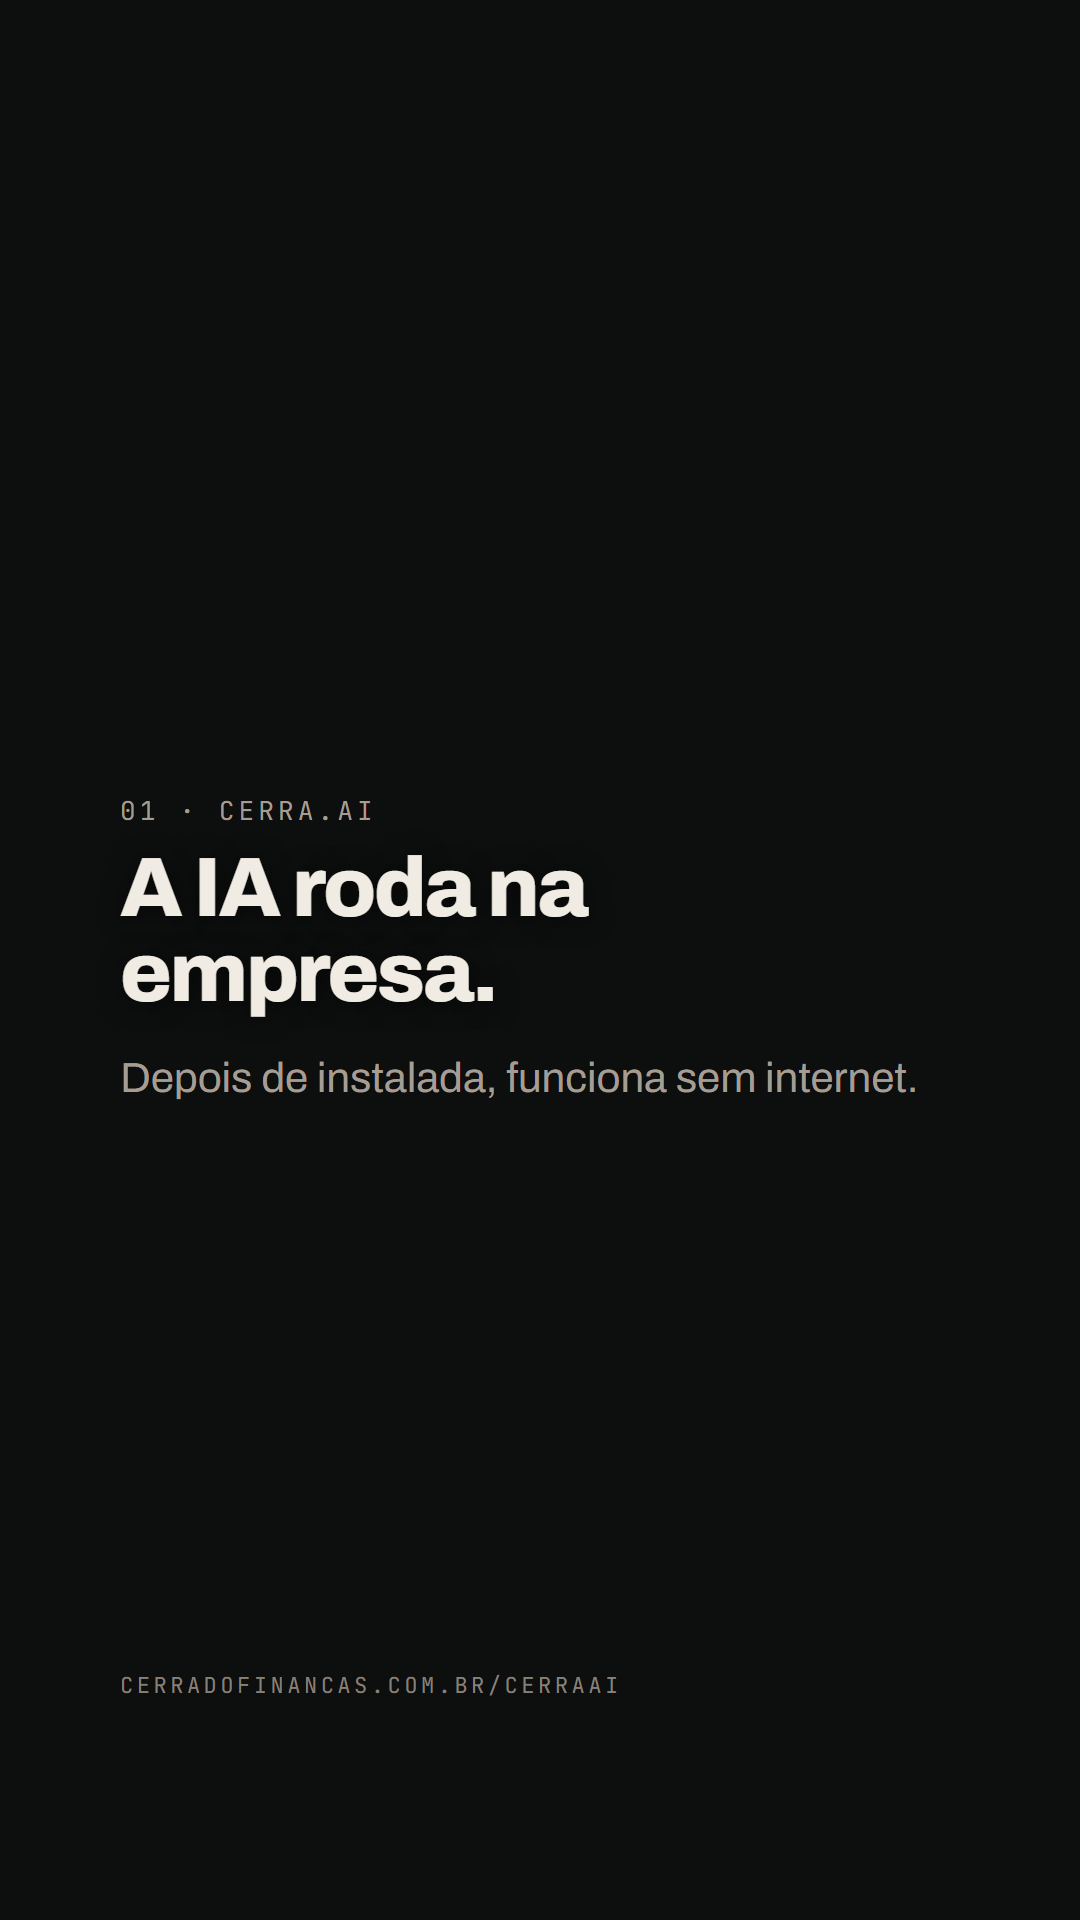 01 · CERRA.AI
A IA roda na
empresa.
Depois de instalada, funciona sem internet.
CERRADOFINANCAS.COM.BR/CERRAAI